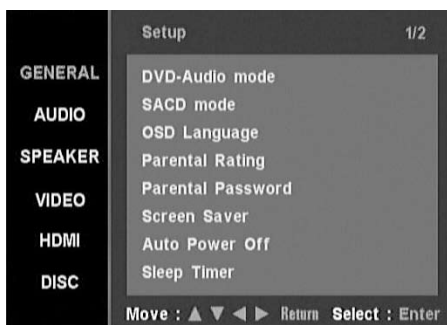 Setup 1/2
GENERAL
AUDIO
SPEAKER
VIDEO
HDMI
DISC
DVD-Audio mode
SACD mode
OSD Language
Parental Rating
Parental Password
Screen Saver
Auto Power Off
Sleep Timer
Move : ▲ ▼ ◀ ▶ Return Select : Enter